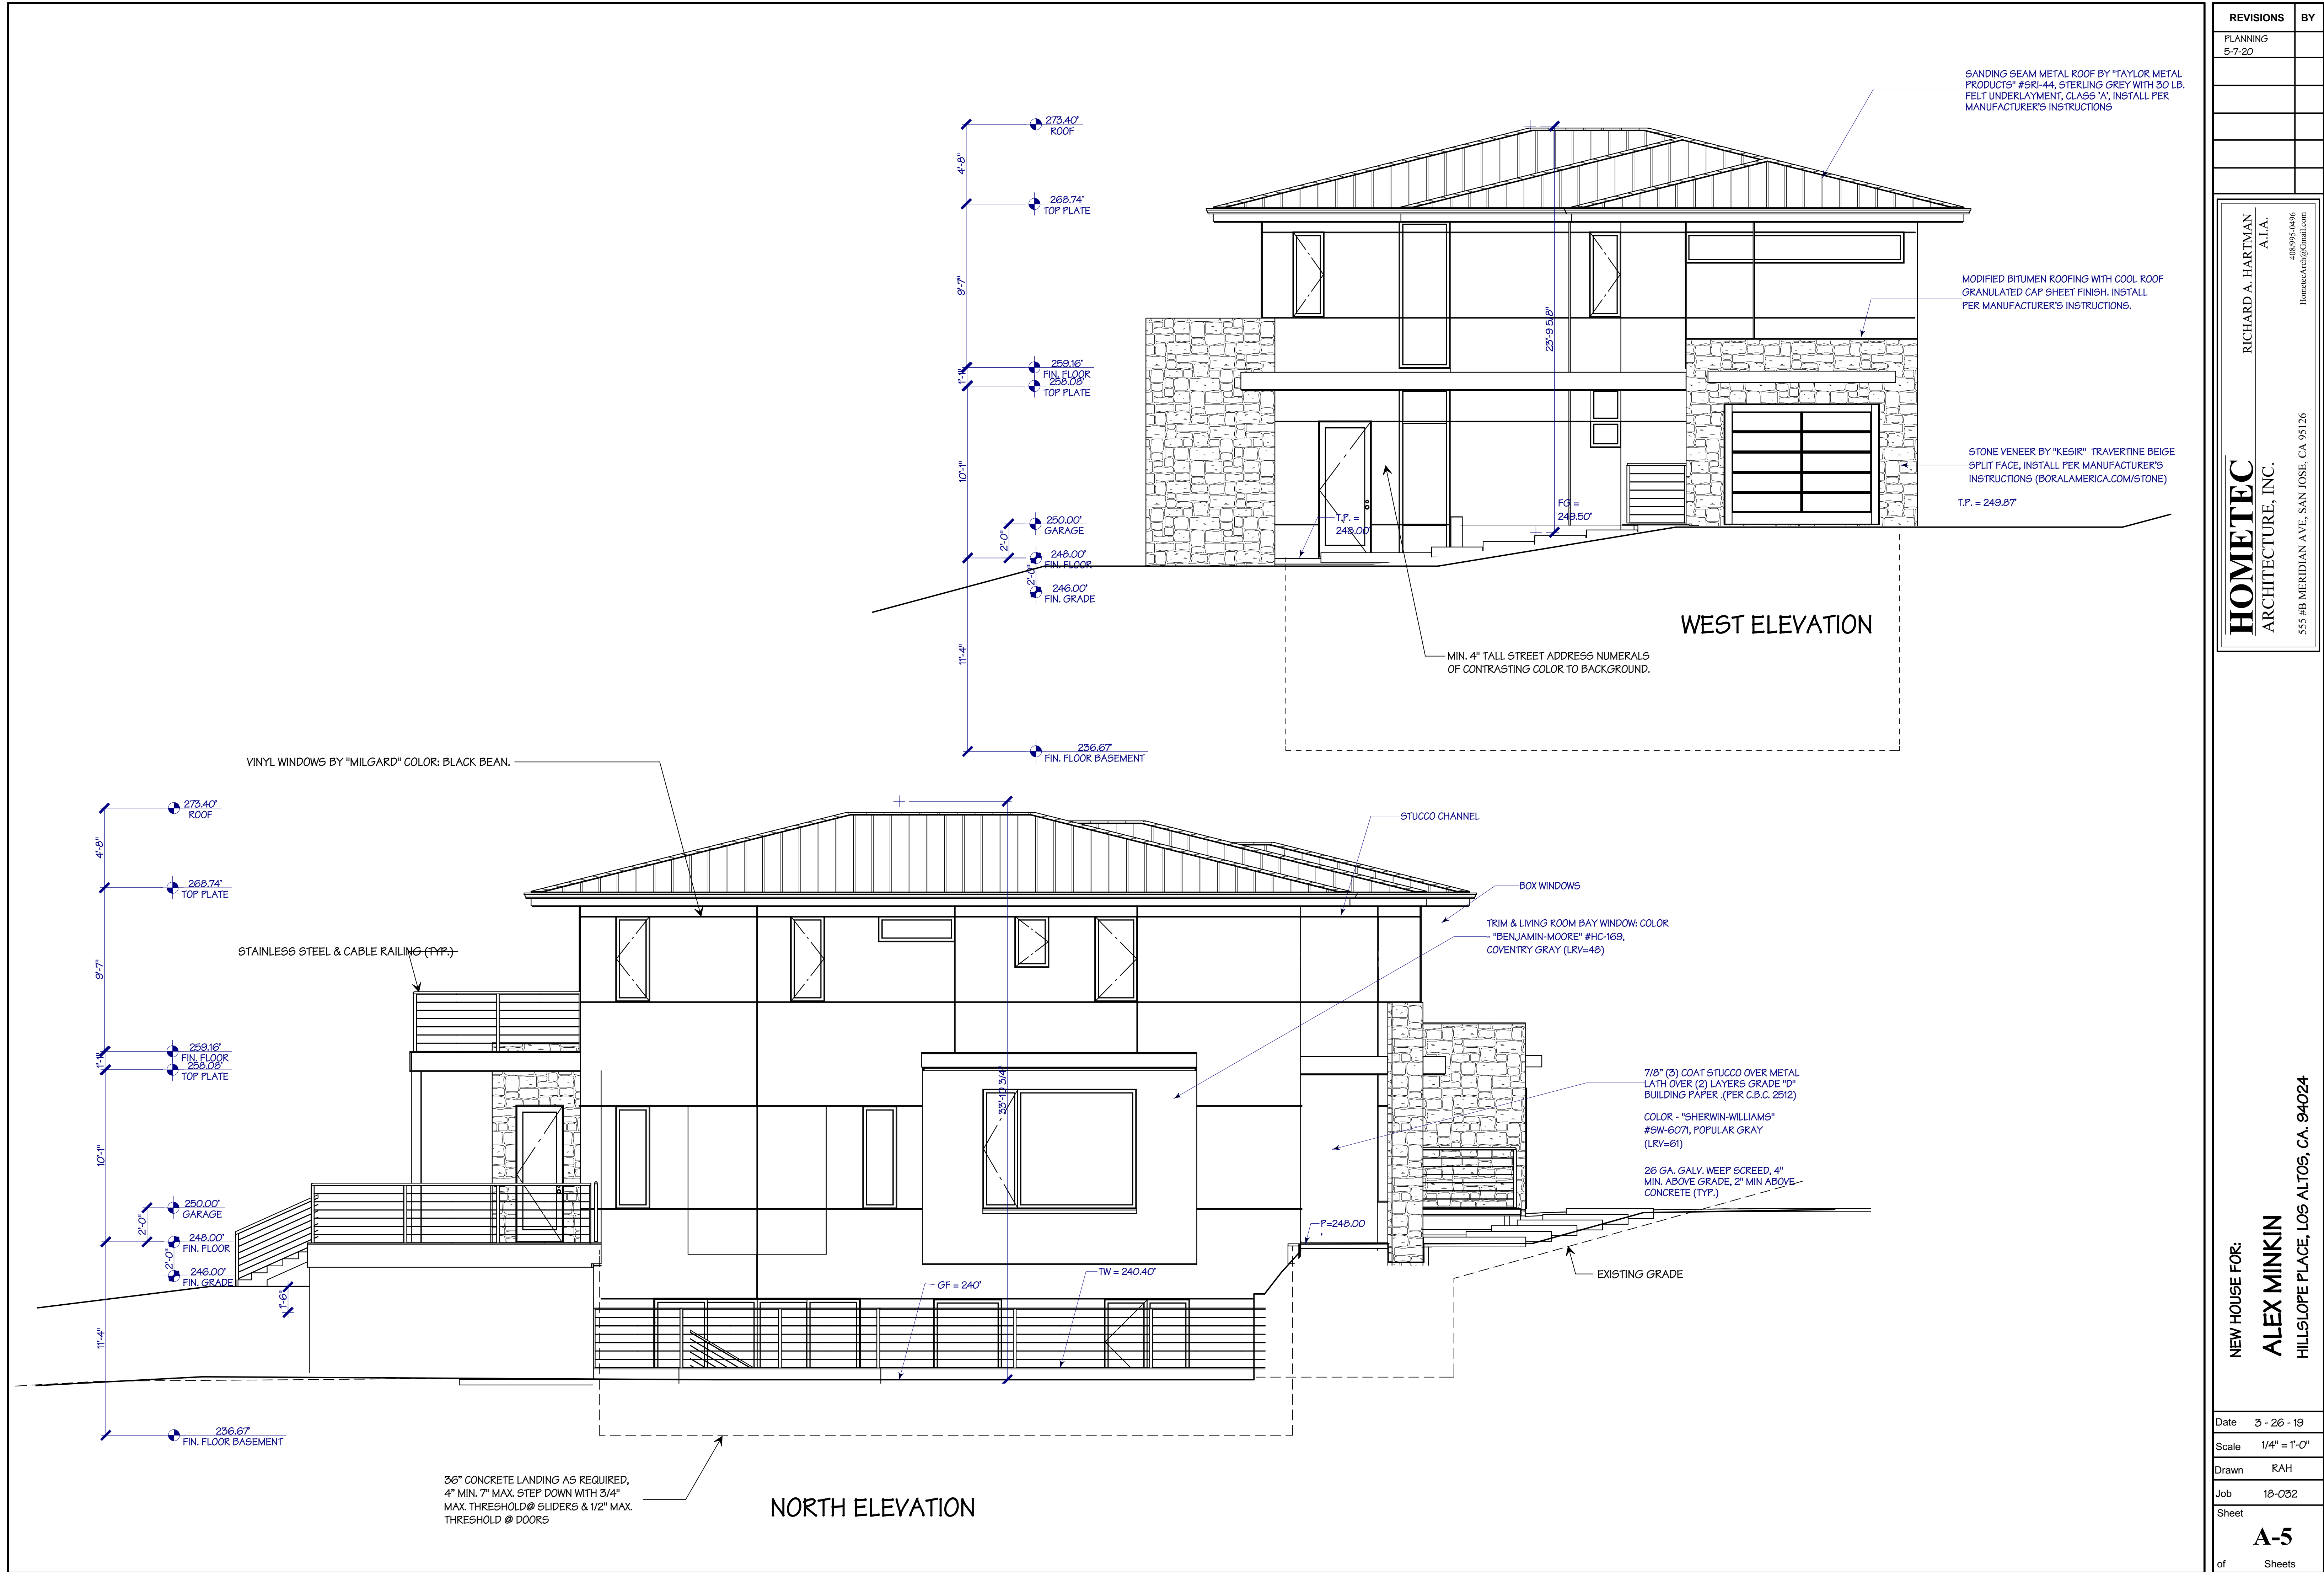 SANDING SEAM METAL ROOF BY "TAYLOR METAL
PRODUCTS" #SRI-44, STERLING GREY WITH 30 LB.
FELT UNDERLAYMENT, CLASS 'A', INSTALL PER
MANUFACTURER'S INSTRUCTIONS
273.40'
ROOF
4'-8"
268.74'
TOP PLATE
9'-7"
MODIFIED BITUMEN ROOFING WITH COOL ROOF
GRANULATED CAP SHEET FINISH. INSTALL
PER MANUFACTURER'S INSTRUCTIONS.
23'-9 5/8"
259.16'
FIN. FLOOR
1'-1"
258.08'
TOP PLATE
10'-1"
STONE VENEER BY "KESIR" TRAVERTINE BEIGE
SPLIT FACE, INSTALL PER MANUFACTURER'S
INSTRUCTIONS (BORALAMERICA.COM/STONE)
T.P. = 249.87'
FG =
249.50'
T.P. =
248.00'
250.00'
GARAGE
2'-0"
248.00'
FIN. FLOOR
2'-0"
246.00'
FIN. GRADE
WEST ELEVATION
MIN. 4" TALL STREET ADDRESS NUMERALS
OF CONTRASTING COLOR TO BACKGROUND.
11'-4"
236.67'
FIN. FLOOR BASEMENT
VINYL WINDOWS BY "MILGARD" COLOR: BLACK BEAN.
273.40'
ROOF
4'-8"
STUCCO CHANNEL
268.74'
TOP PLATE
BOX WINDOWS
TRIM & LIVING ROOM BAY WINDOW: COLOR
- "BENJAMIN-MOORE" #HC-169,
COVENTRY GRAY (LRV=48)
STAINLESS STEEL & CABLE RAILING (TYP.)
9'-7"
259.16'
FIN. FLOOR
1'-1"
258.08'
TOP PLATE
33'-10 3/4"
7/8" (3) COAT STUCCO OVER METAL
LATH OVER (2) LAYERS GRADE "D"
BUILDING PAPER .(PER C.B.C. 2512)
COLOR - "SHERWIN-WILLIAMS"
#SW-6071, POPULAR GRAY
(LRV=61)
26 GA. GALV. WEEP SCREED, 4"
MIN. ABOVE GRADE, 2" MIN ABOVE
CONCRETE (TYP.)
10'-1"
250.00'
GARAGE
2'-0"
248.00'
FIN. FLOOR
2'-0"
246.00'
FIN. GRADE
1'-6"
P=248.00
'
EXISTING GRADE
TW = 240.40'
GF = 240'
11'-4"
236.67'
FIN. FLOOR BASEMENT
36" CONCRETE LANDING AS REQUIRED,
4" MIN. 7" MAX. STEP DOWN WITH 3/4"
MAX. THRESHOLD@ SLIDERS & 1/2" MAX.
THRESHOLD @ DOORS
NORTH ELEVATION
REVISIONS BY
PLANNING
5-7-20
HOMETEC
ARCHITECTURE, INC.
555 #B MERIDIAN AVE, SAN JOSE, CA 95126
RICHARD A. HARTMAN
A.I.A.
408/995-0496
HometecArch@Gmail.com
NEW HOUSE FOR:
ALEX MINKIN
HILLSLOPE PLACE, LOS ALTOS, CA. 94024
Date 3 - 26 - 19
Scale 1/4" = 1'-0"
Drawn RAH
Job 18-032
Sheet
A-5
of Sheets